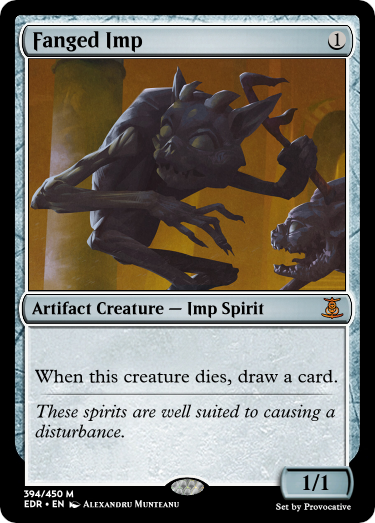 Fanged Imp 1
Artifact Creature — Imp Spirit
When this creature dies, draw a card.
These spirits are well suited to causing a
disturbance.
1/1
394/450 M
EDR • EN Alexandru Munteanu
Set by Provocative